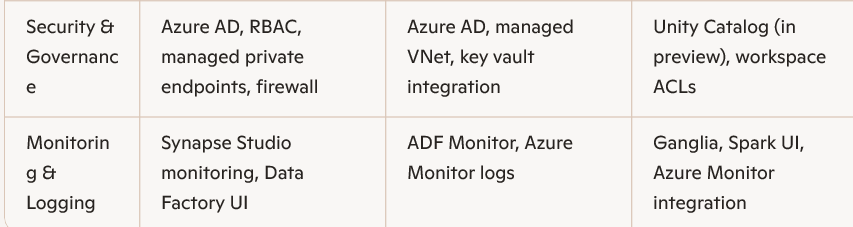 Security &
Governanc
e
Azure AD, RBAC,
managed private
endpoints, firewall
Azure AD, managed
VNet, key vault
integration
Unity Catalog (in
preview), workspace
ACLs
Monitorin
g &
Logging
Synapse Studio
monitoring, Data
Factory UI
ADF Monitor, Azure
Monitor logs
Ganglia, Spark UI,
Azure Monitor
integration